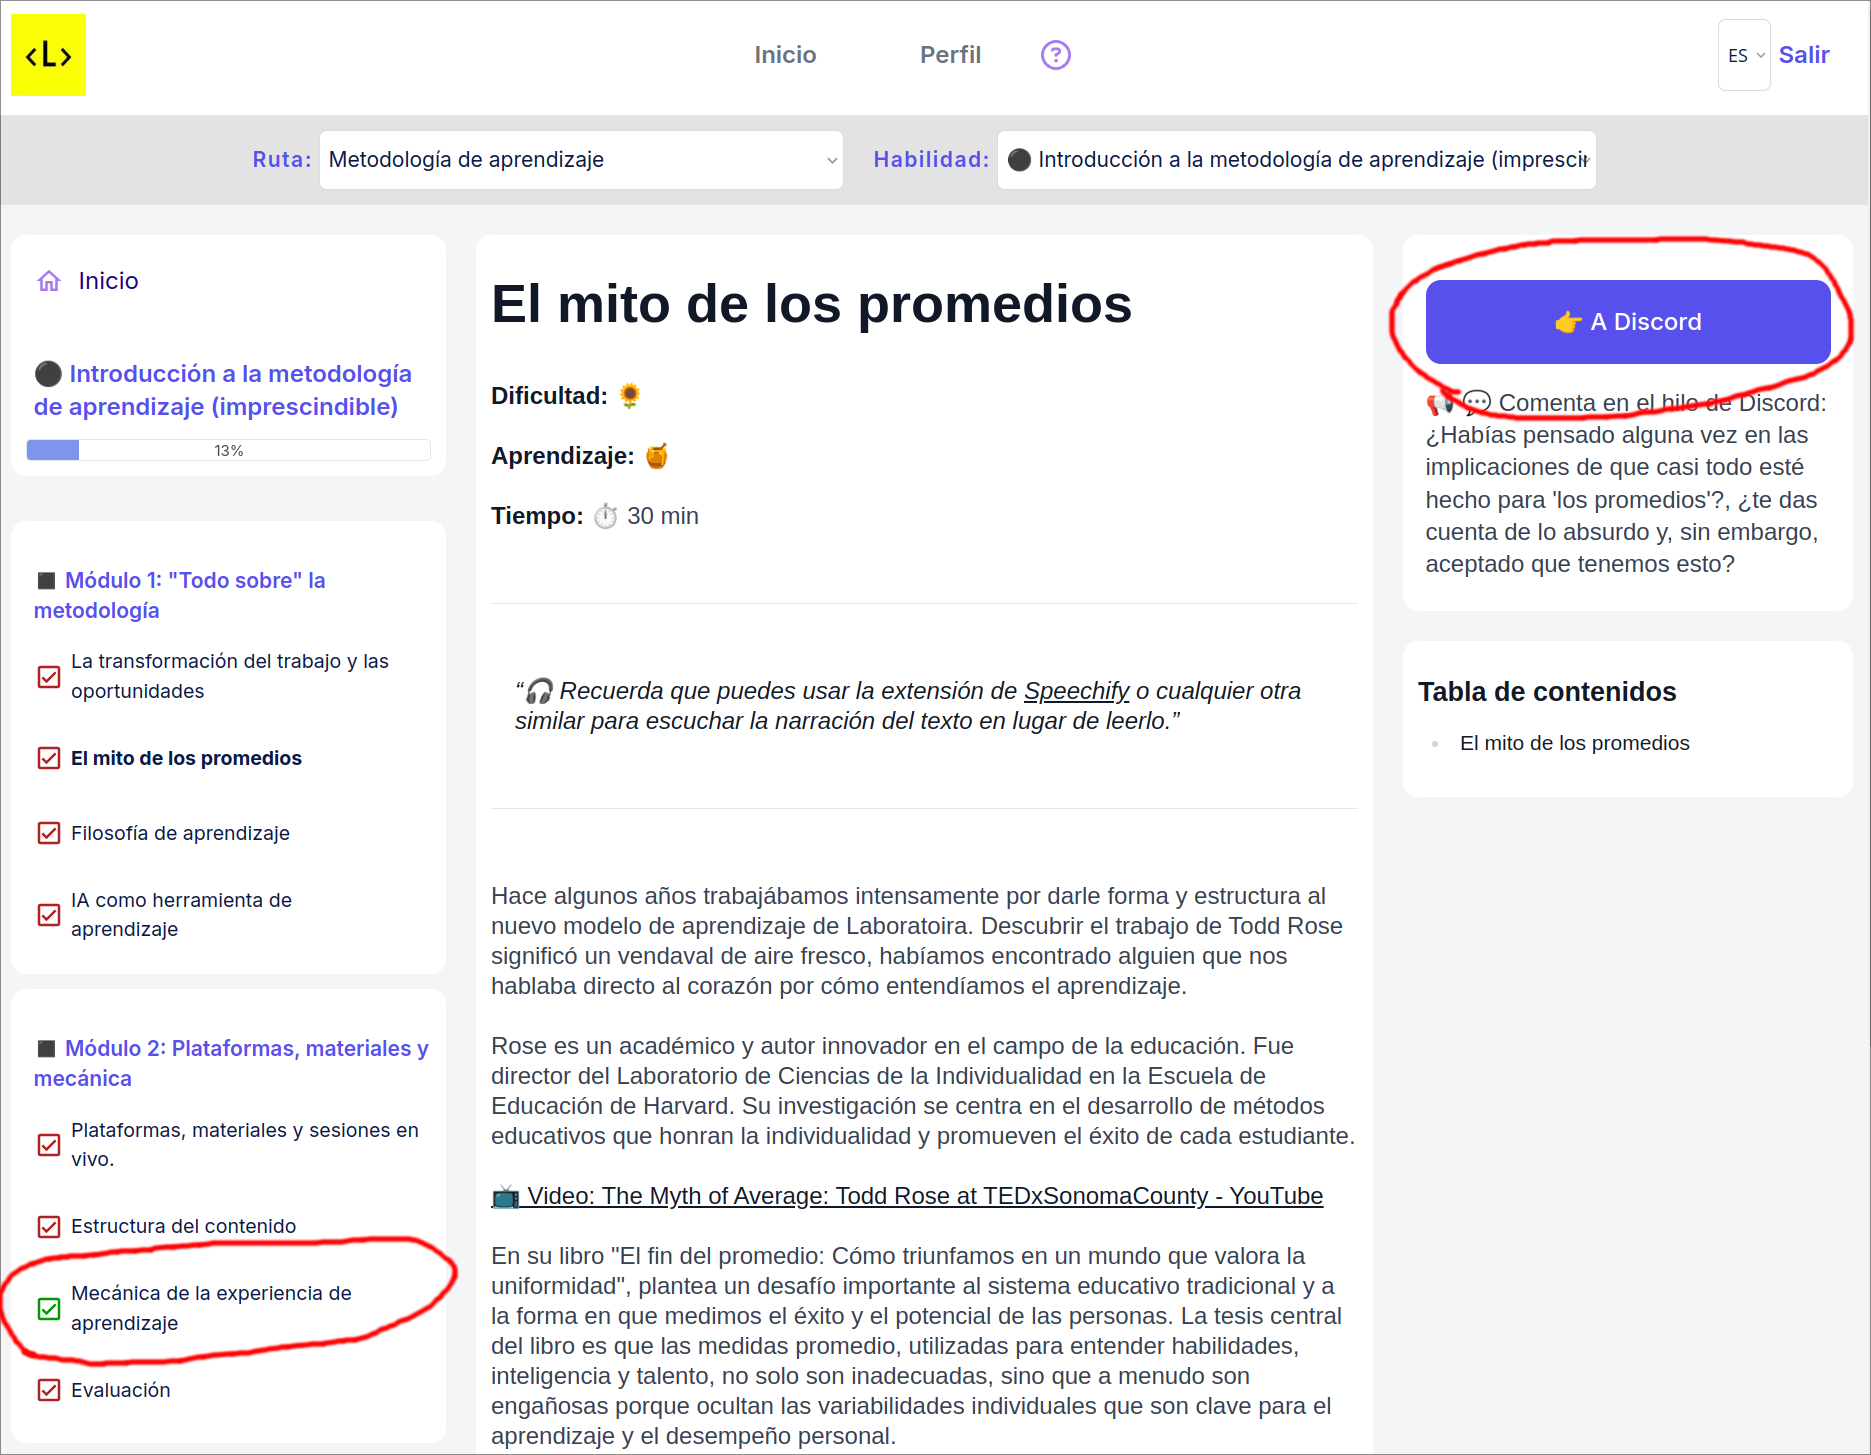 <L>
Inicio
Perfil
?
ES
Salir
Ruta:
Metodología de aprendizaje
Habilidad:
Introducción a la metodología de aprendizaje (imprescin
Inicio
Introducción a la metodología
de aprendizaje (imprescindible)
13%
Módulo 1: "Todo sobre" la
metodología
La transformación del trabajo y las
oportunidades
El mito de los promedios
Filosofía de aprendizaje
IA como herramienta de
aprendizaje
Módulo 2: Plataformas, materiales y
mecánica
Plataformas, materiales y sesiones en
vivo.
Estructura del contenido
Mecánica de la experiencia de
aprendizaje
Evaluación
El mito de los promedios
Dificultad: 🌻
Aprendizaje: 🍯
Tiempo: ⏱️ 30 min
“🎧 Recuerda que puedes usar la extensión de Speechify o cualquier otra
similar para escuchar la narración del texto en lugar de leerlo.”
Hace algunos años trabajábamos intensamente por darle forma y estructura al
nuevo modelo de aprendizaje de Laboratoira. Descubrir el trabajo de Todd Rose
significó un vendaval de aire fresco, habíamos encontrado alguien que nos
hablaba directo al corazón por cómo entendíamos el aprendizaje.
Rose es un académico y autor innovador en el campo de la educación. Fue
director del Laboratorio de Ciencias de la Individualidad en la Escuela de
Educación de Harvard. Su investigación se centra en el desarrollo de métodos
educativos que honran la individualidad y promueven el éxito de cada estudiante.
📺 Video: The Myth of Average: Todd Rose at TEDxSonomaCounty - YouTube
En su libro "El fin del promedio: Cómo triunfamos en un mundo que valora la
uniformidad", plantea un desafío importante al sistema educativo tradicional y a
la forma en que medimos el éxito y el potencial de las personas. La tesis central
del libro es que las medidas promedio, utilizadas para entender habilidades,
inteligencia y talento, no solo son inadecuadas, sino que a menudo son
engañosas porque ocultan las variabilidades individuales que son clave para el
aprendizaje y el desempeño personal.
👉 A Discord
📢 💬 Comenta en el hilo de Discord:
¿Habías pensado alguna vez en las
implicaciones de que casi todo esté
hecho para 'los promedios'?, ¿te das
cuenta de lo absurdo y, sin embargo,
aceptado que tenemos esto?
Tabla de contenidos
El mito de los promedios